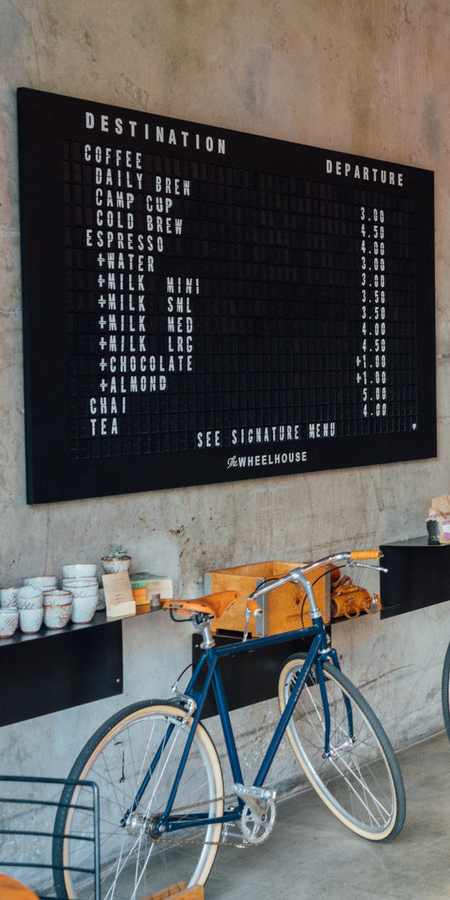 DESTINATION DEPARTURE
COFFEE
DAILY BREW 3.00
CAMP CUP 4.50
COLD BREW 4.00
ESPRESSO 3.00
+WATER 3.00
+MILK MINI 3.50
+MILK SML 3.50
+MILK MED 4.00
+MILK LRG 4.50
+CHOCOLATE +1.00
+ALMOND +1.00
CHAI 5.00
TEA 4.00
SEE SIGNATURE MENU
The WHEELHOUSE